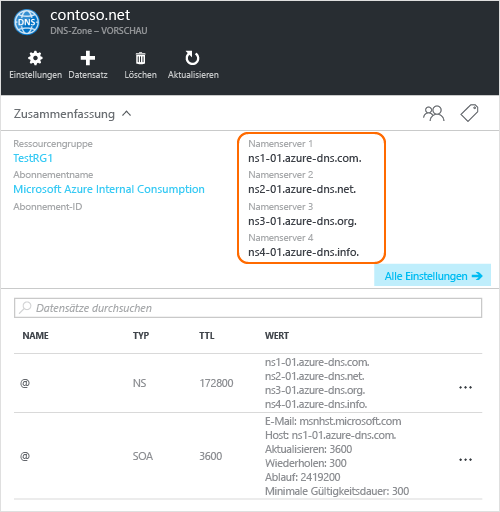 DNS
contoso.net
DNS-Zone – VORSCHAU
Einstellungen Datensatz Löschen Aktualisieren
Zusammenfassung
Ressourcengruppe
TestRG1
Abonnementname
Microsoft Azure Internal Consumption
Abonnement-ID
Namenserver 1
ns1-01.azure-dns.com.
Namenserver 2
ns2-01.azure-dns.net.
Namenserver 3
ns3-01.azure-dns.org.
Namenserver 4
ns4-01.azure-dns.info.
Alle Einstellungen
Datensätze durchsuchen
NAME TYP TTL WERT
@ NS 172800
ns1-01.azure-dns.com.
ns2-01.azure-dns.net.
ns3-01.azure-dns.org.
ns4-01.azure-dns.info.
@ SOA 3600
E-Mail: msnhst.microsoft.com
Host: ns1-01.azure-dns.com.
Aktualisieren: 3600
Wiederholen: 300
Ablauf: 2419200
Minimale Gültigkeitsdauer: 300